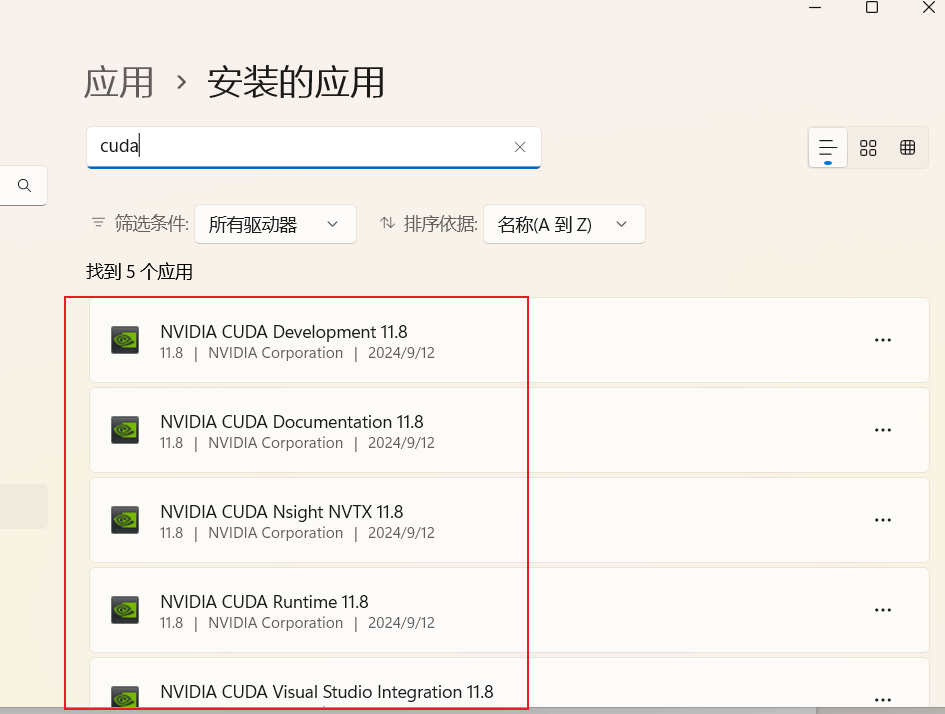 应用 › 安装的应用
cuda
筛选条件: 所有驱动器 排序依据: 名称(A 到 Z)
找到 5 个应用
NVIDIA CUDA Development 11.8
11.8 | NVIDIA Corporation | 2024/9/12
NVIDIA CUDA Documentation 11.8
11.8 | NVIDIA Corporation | 2024/9/12
NVIDIA CUDA Nsight NVTX 11.8
11.8 | NVIDIA Corporation | 2024/9/12
NVIDIA CUDA Runtime 11.8
11.8 | NVIDIA Corporation | 2024/9/12
NVIDIA CUDA Visual Studio Integration 11.8